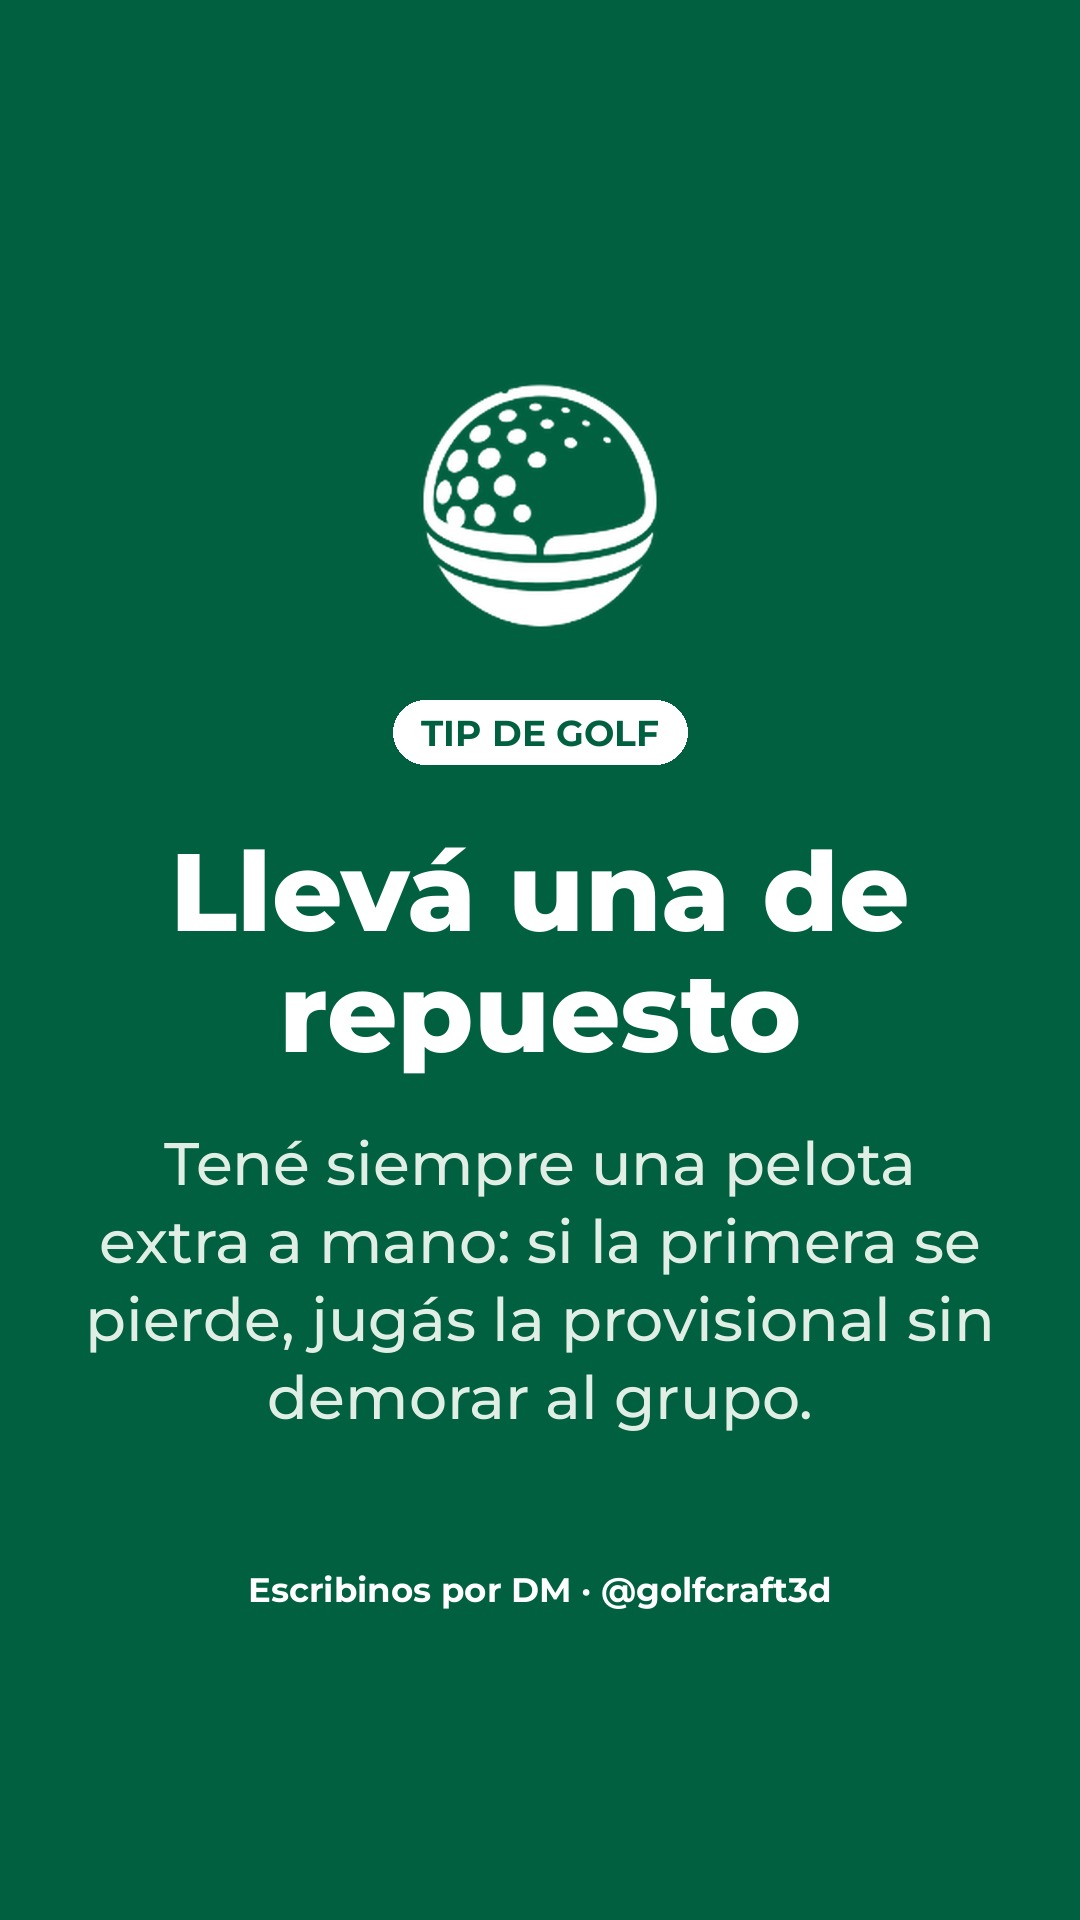 TIP DE GOLF
Llevá una de
repuesto
Tené siempre una pelota
extra a mano: si la primera se
pierde, jugás la provisional sin
demorar al grupo.
Escribinos por DM · @golfcraft3d